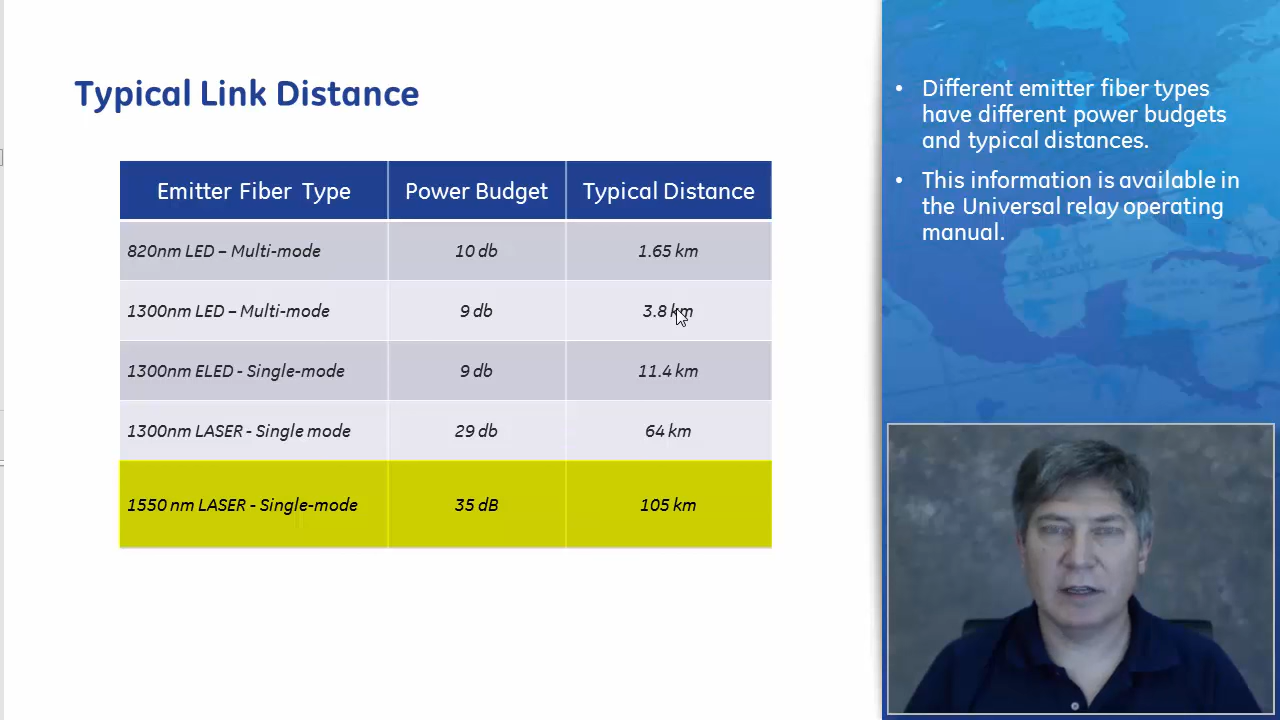 Typical Link Distance
Emitter Fiber Type Power Budget Typical Distance
820nm LED – Multi-mode 10 db 1.65 km
1300nm LED – Multi-mode 9 db 3.8 km
1300nm ELED - Single-mode 9 db 11.4 km
1300nm LASER - Single mode 29 db 64 km
1550 nm LASER - Single-mode 35 dB 105 km
• Different emitter fiber types
have different power budgets
and typical distances.
• This information is available in
the Universal relay operating
manual.